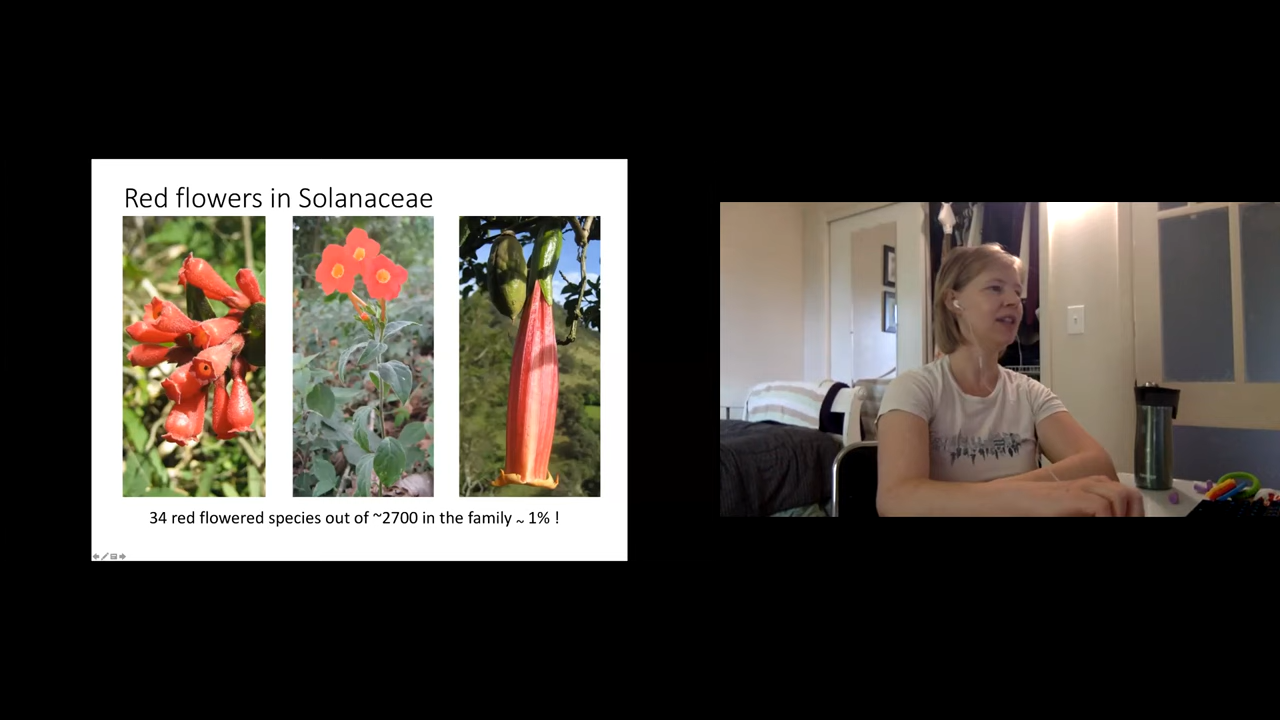 Red flowers in Solanaceae
34 red flowered species out of ~2700 in the family ~ 1% !